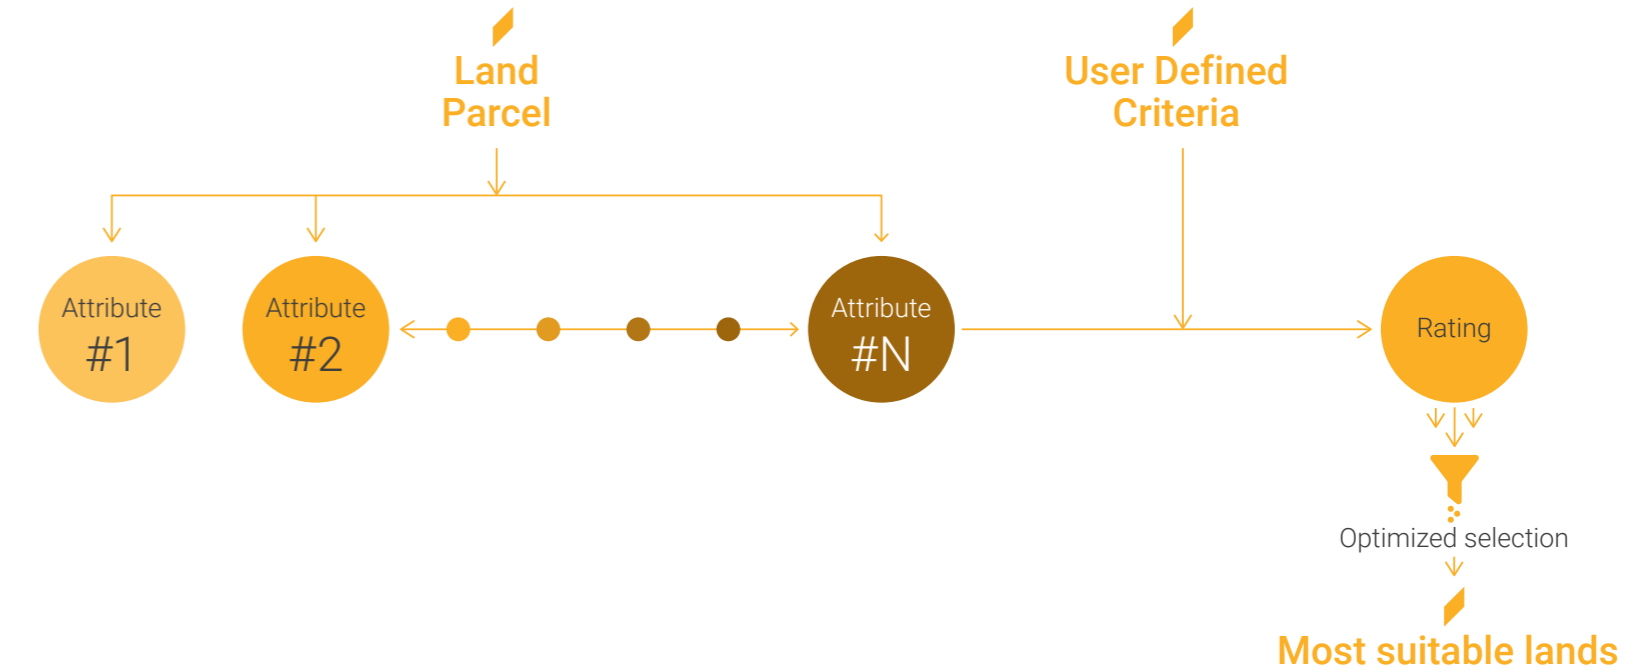 Land
Parcel
User Defined
Criteria
Attribute
#1
Attribute
#2
Attribute
#N
Rating
Optimized selection
Most suitable lands